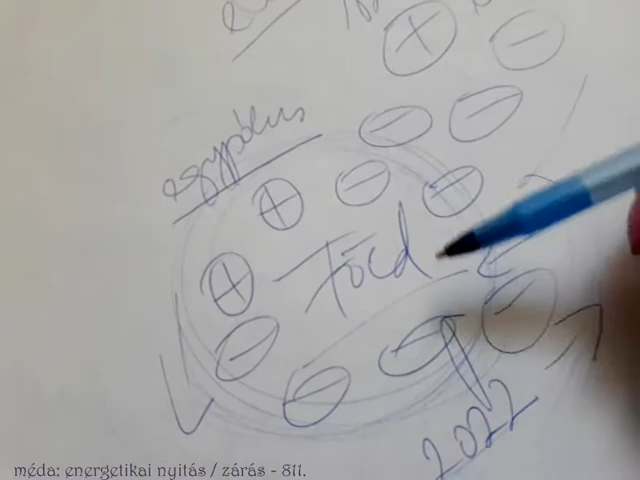 egypólus
Föld
2022
méda: energetikai nyitás / zárás - 811.